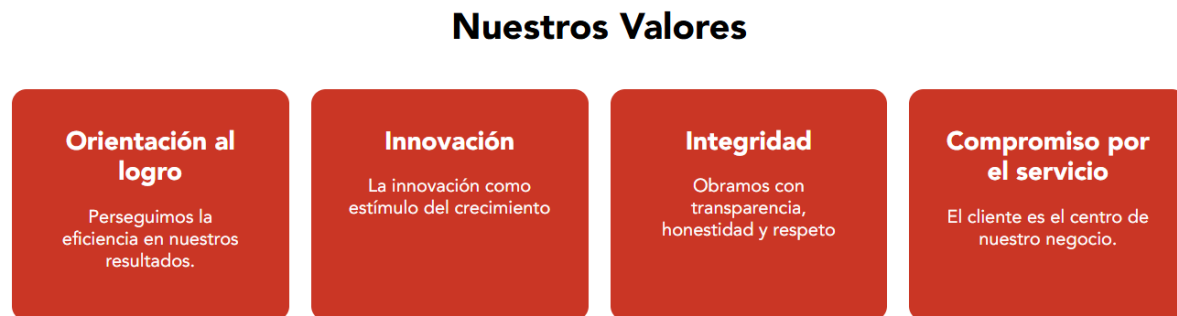 Nuestros Valores
Orientación al
logro
Perseguimos la
eficiencia en nuestros
resultados.
Innovación
La innovación como
estímulo del crecimiento
Integridad
Obramos con
transparencia,
honestidad y respeto
Compromiso por
el servicio
El cliente es el centro de
nuestro negocio.